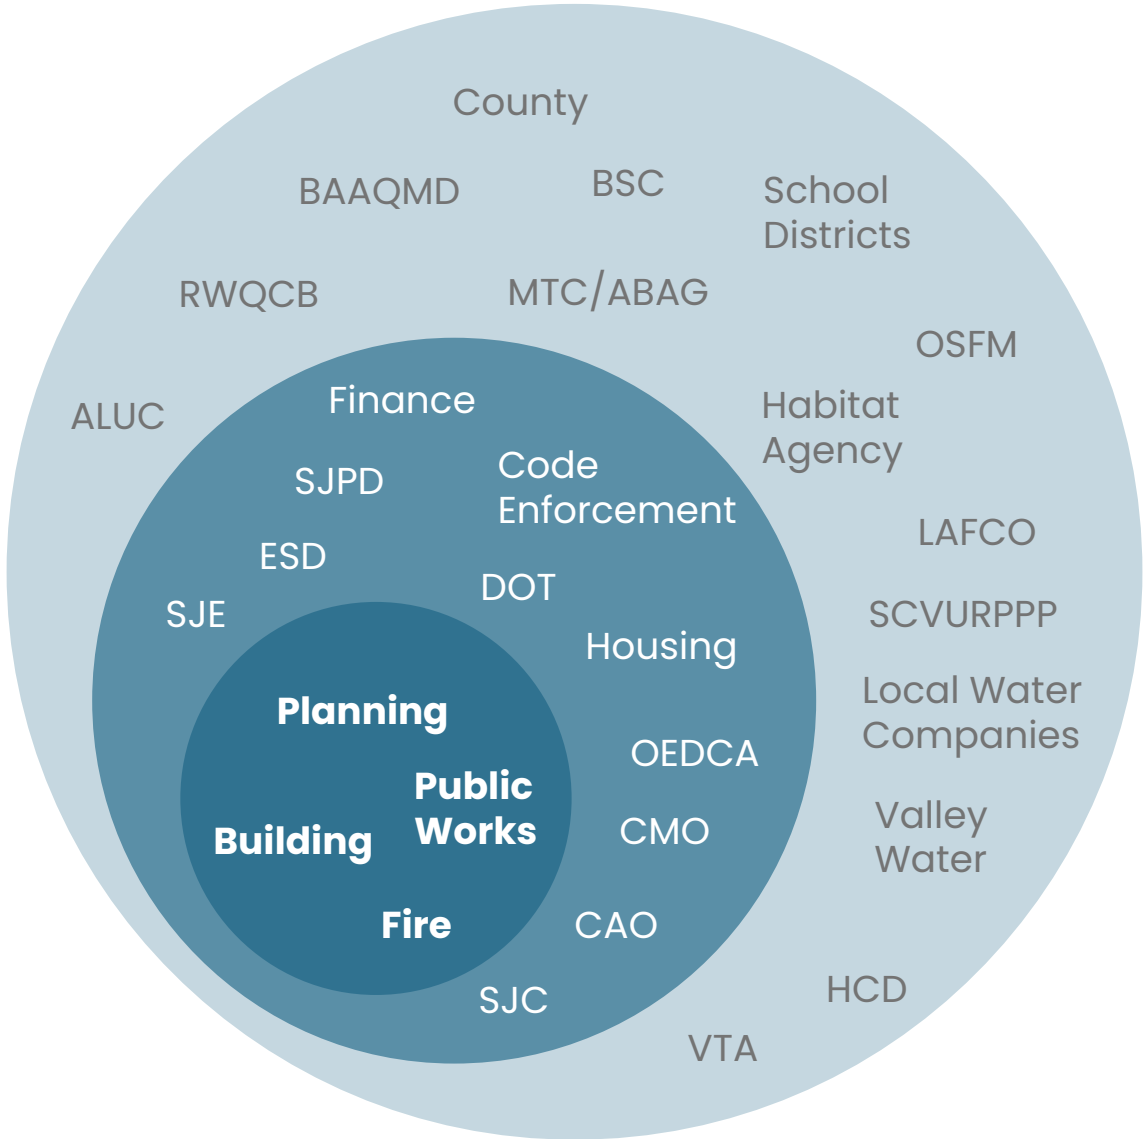 County
BAAQMD
BSC
School
Districts
RWQCB
MTC/ABAG
OSFM
ALUC
Habitat
Agency
LAFCO
SCVURPPP
Local Water
Companies
Valley
Water
HCD
VTA
Finance
SJPD
Code
Enforcement
ESD
DOT
SJE
Housing
OEDCA
CMO
CAO
SJC
Planning
Public
Works
Building
Fire